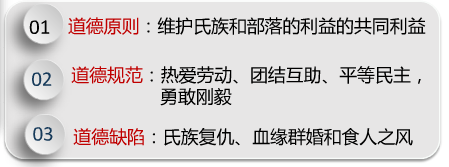 01 道德原则：维护氏族和部落的利益的共同利益
02 道德规范：热爱劳动、团结互助、平等民主，
勇敢刚毅
03 道德缺陷：氏族复仇、血缘群婚和食人之风